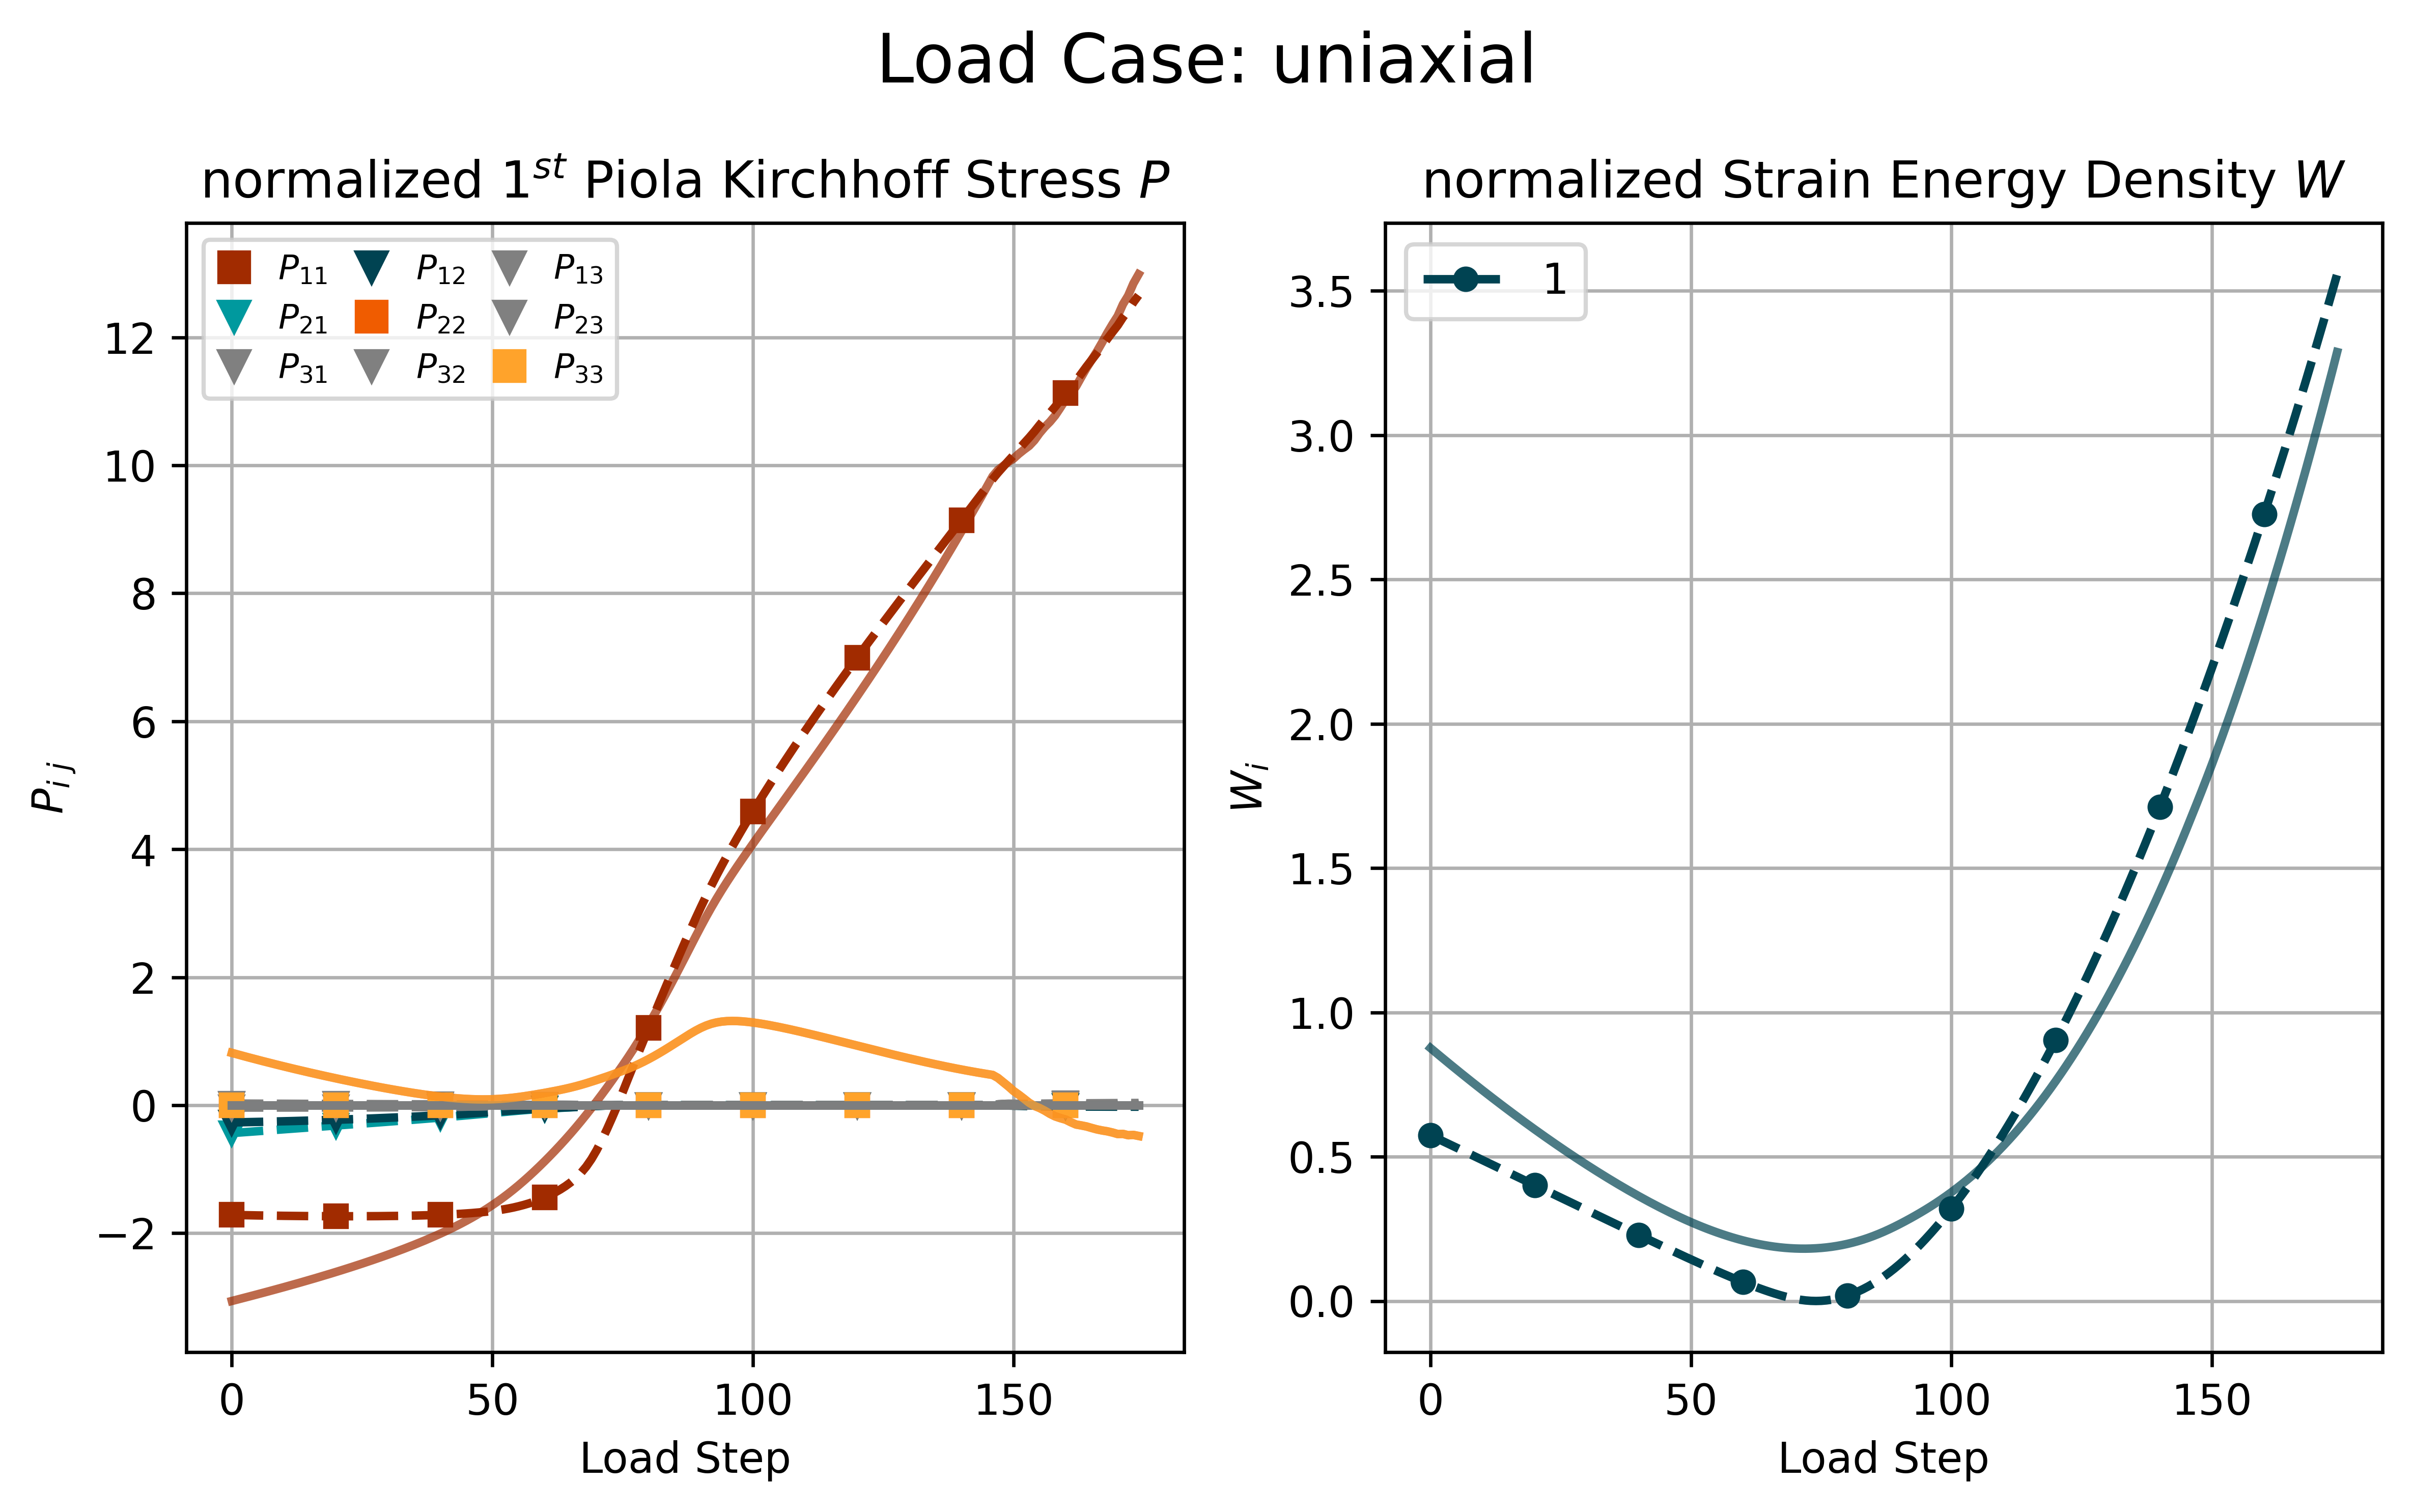 Load Case: uniaxial
normalized 1st Piola Kirchhoff Stress P
P11 P12 P13
P21 P22 P23
P31 P32 P33
12
10
8
6
4
2
0
−2
Pi j
0 50 100 150
Load Step
normalized Strain Energy Density W
1
3.5
3.0
2.5
2.0
1.5
1.0
0.5
0.0
Wi
0 50 100 150
Load Step